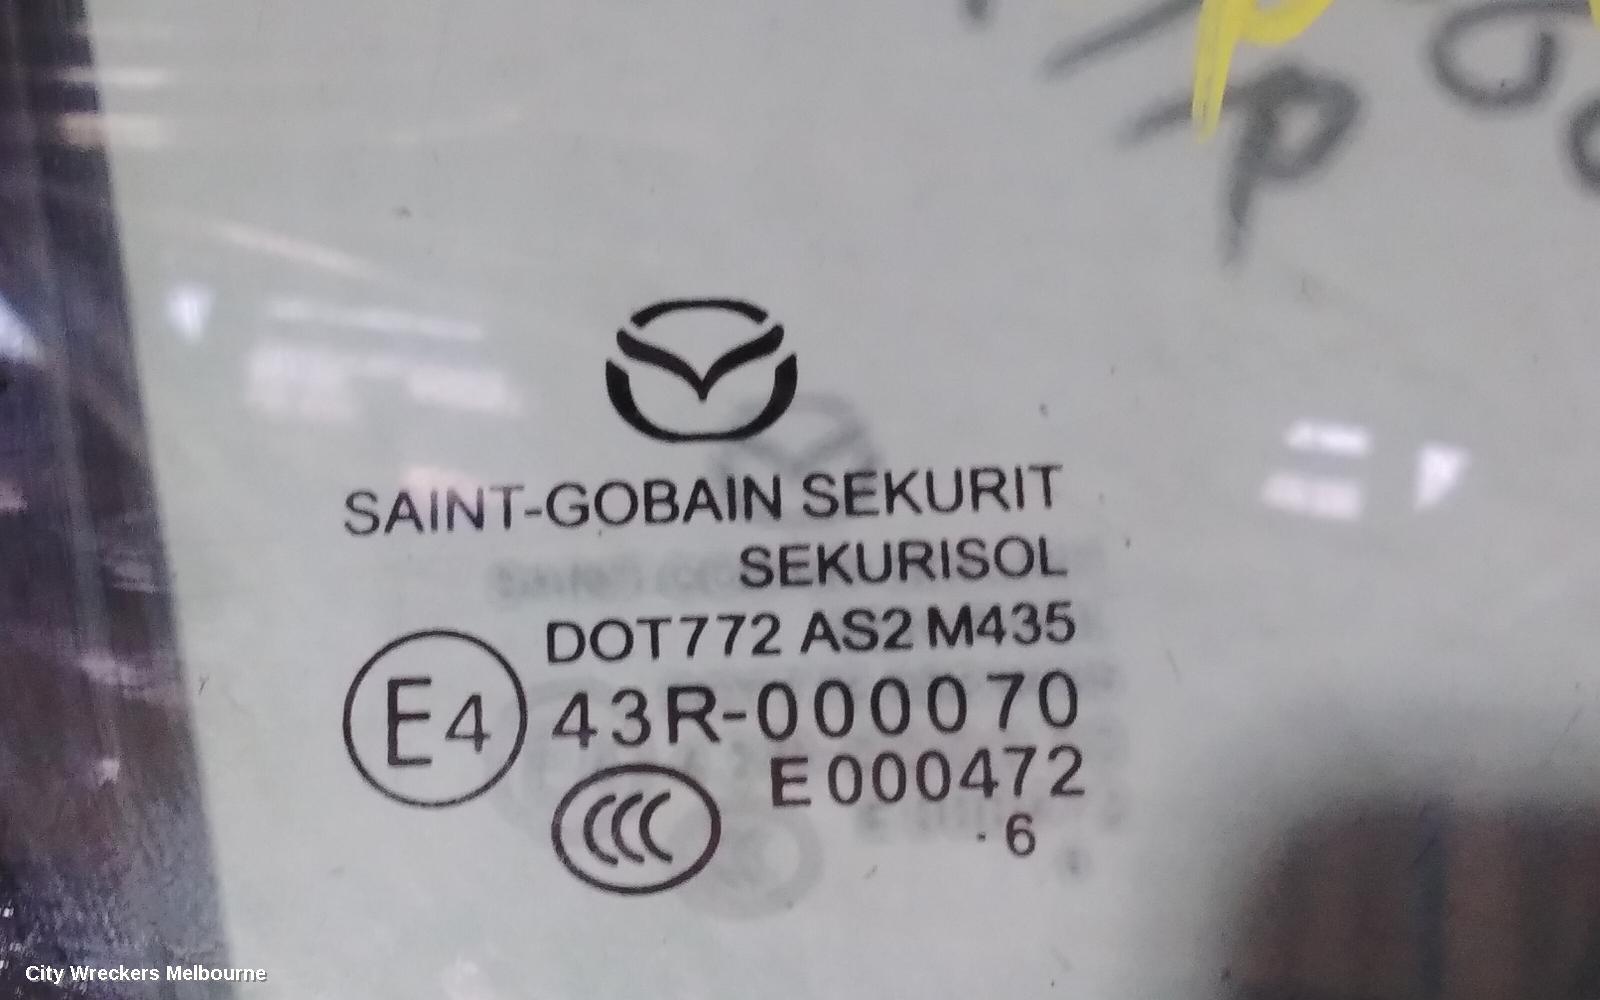 SAINT-GOBAIN SEKURIT
SEKURISOL
DOT772 AS2 M435
E4 43R-000070
CCC E000472
· 6
City Wreckers Melbourne